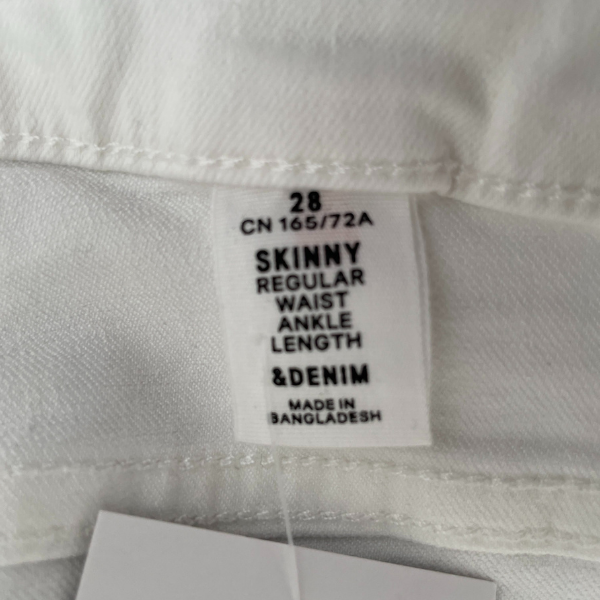 28
CN 165/72A
SKINNY
REGULAR
WAIST
ANKLE
LENGTH
&DENIM
MADE IN
BANGLADESH